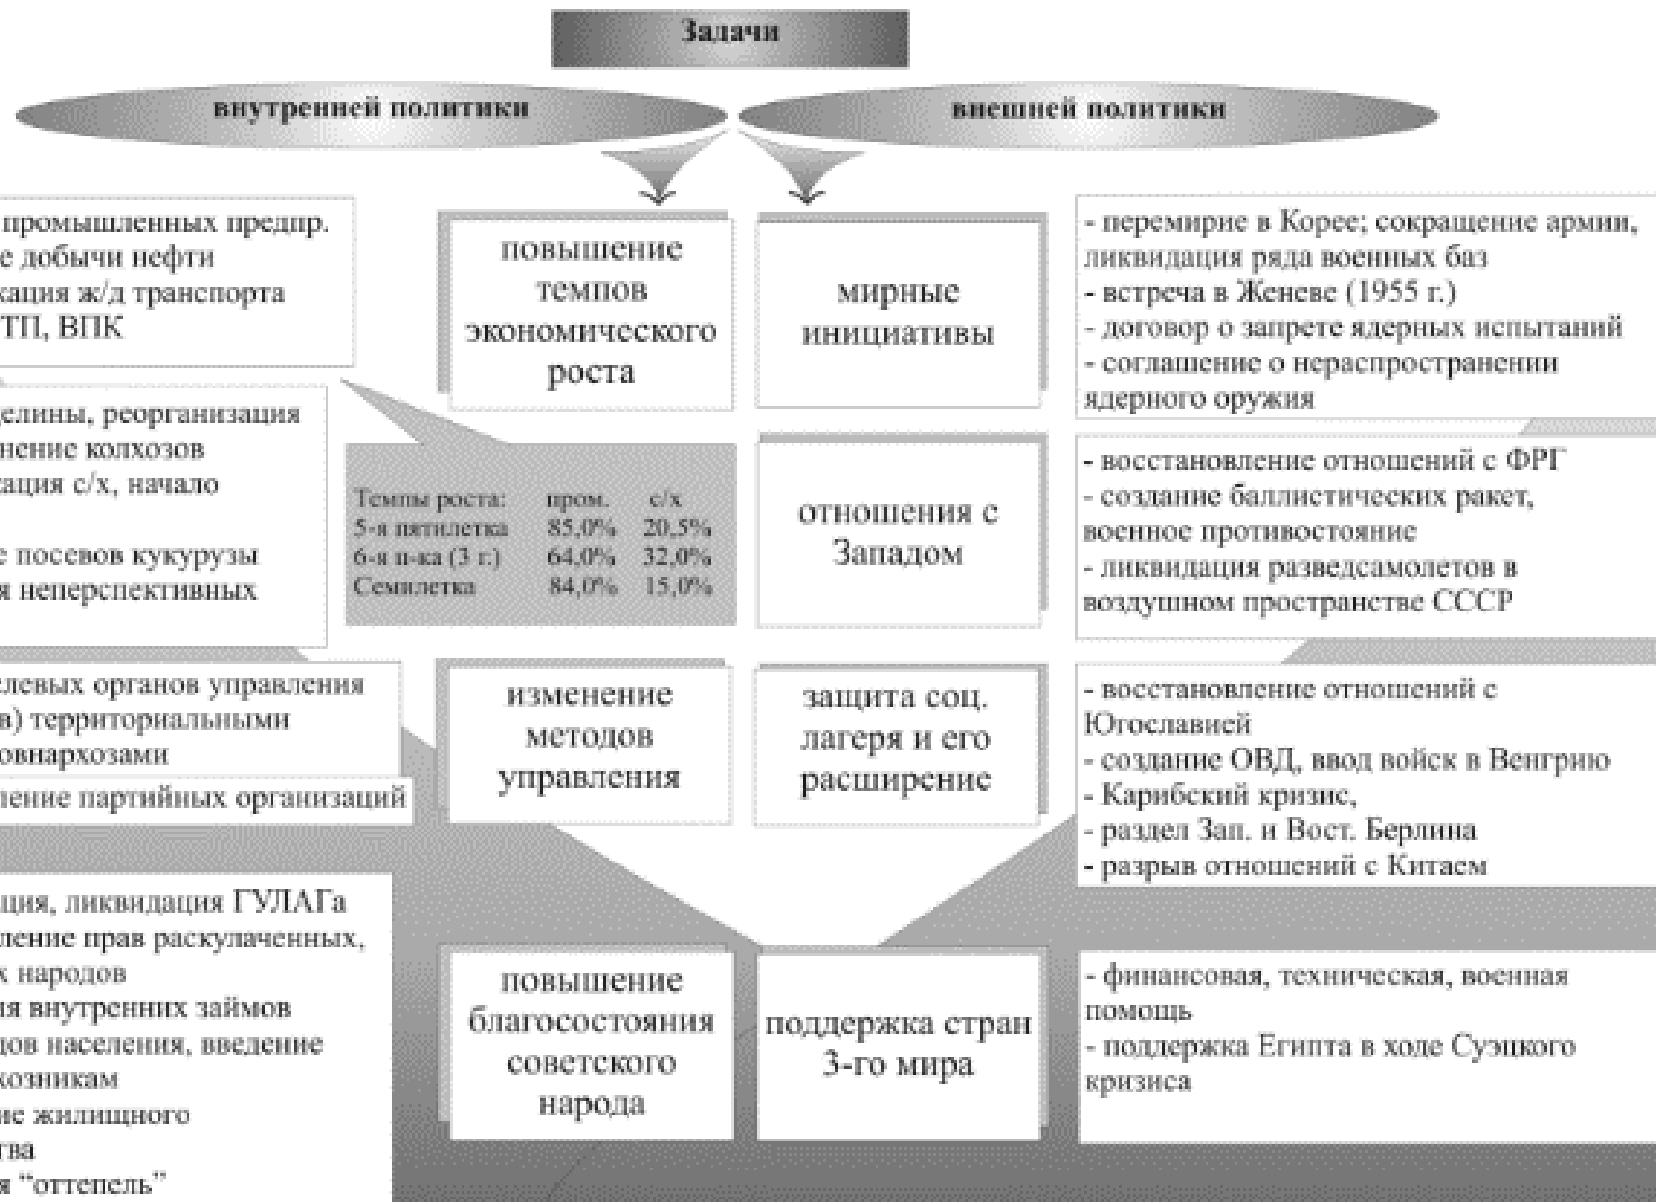 Задачи
внутренней политики
внешней политики
промышленных предпр.
е добычи нефти
кация ж/д транспорта
ТП, ВПК
целины, реорганизация
нение колхозов
кация с/х, начало
е посевов кукурузы
я неперспективных
слевых органов управления
в) территориальными
овнархозами
ление партийных организаций
ация, ликвидация ГУЛАГа
ление прав раскулаченных,
х народов
ия внутренних займов
дов населения, введение
хозникам
ие жилищного
тва
я “оттепель”
повышение
темпов
экономического
роста
Темпы роста: пром. с/х
5-я пятилетка 85,0% 20,5%
6-я п-ка (3 г.) 64,0% 32,0%
Семилетка 84,0% 15,0%
изменение
методов
управления
повышение
благосостояния
советского
народа
мирные
инициативы
отношения с
Западом
защита соц.
лагеря и его
расширение
поддержка стран
3-го мира
- перемирие в Корее; сокращение армии,
ликвидация ряда военных баз
- встреча в Женеве (1955 г.)
- договор о запрете ядерных испытаний
- соглашение о нераспространении
ядерного оружия
- восстановление отношений с ФРГ
- создание баллистических ракет,
военное противостояние
- ликвидация разведсамолетов в
воздушном пространстве СССР
- восстановление отношений с
Югославией
- создание ОВД, ввод войск в Венгрию
- Карибский кризис,
- раздел Зап. и Вост. Берлина
- разрыв отношений с Китаем
- финансовая, техническая, военная
помощь
- поддержка Египта в ходе Суэцкого
кризиса